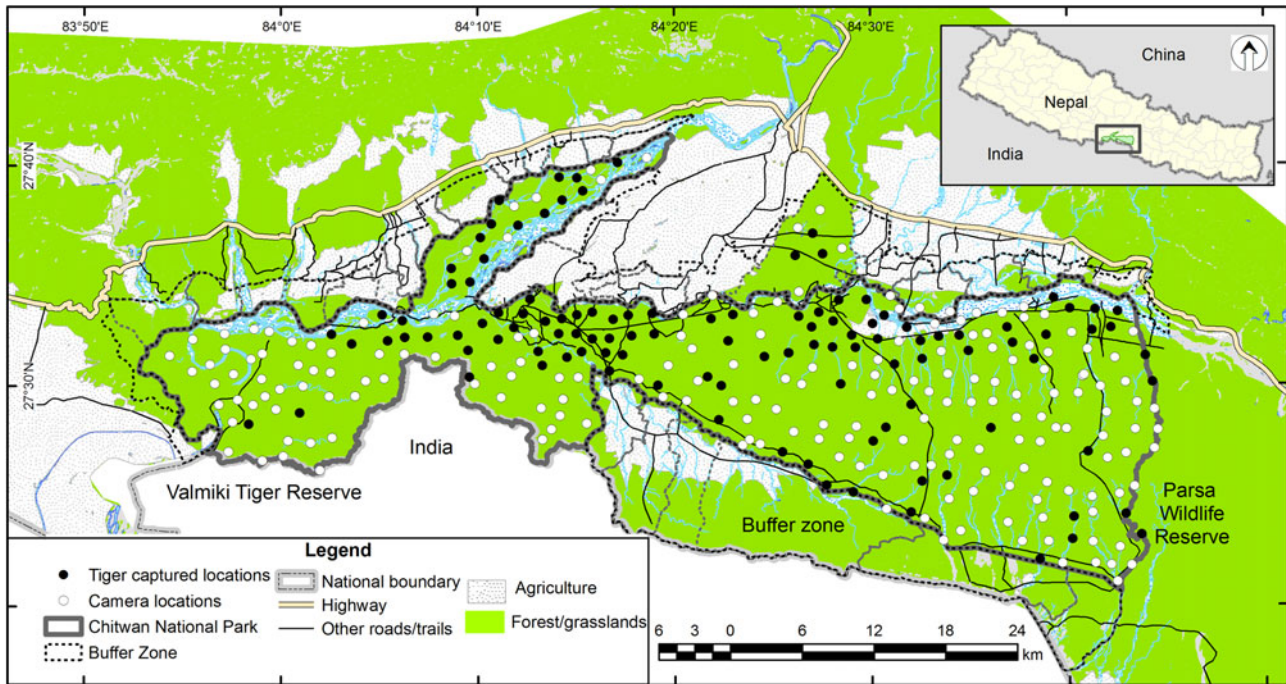 83°50'E
84°0'E
84°10'E
84°20'E
84°30'E
27°40'N
27°30'N
China
Nepal
India
India
Valmiki Tiger Reserve
Buffer zone
Parsa
Wildlife
Reserve
Legend
Tiger captured locations
Camera locations
Chitwan National Park
Buffer Zone
National boundary
Highway
Other roads/trails
Agriculture
Forest/grasslands
6 3 0 6 12 18 24
km